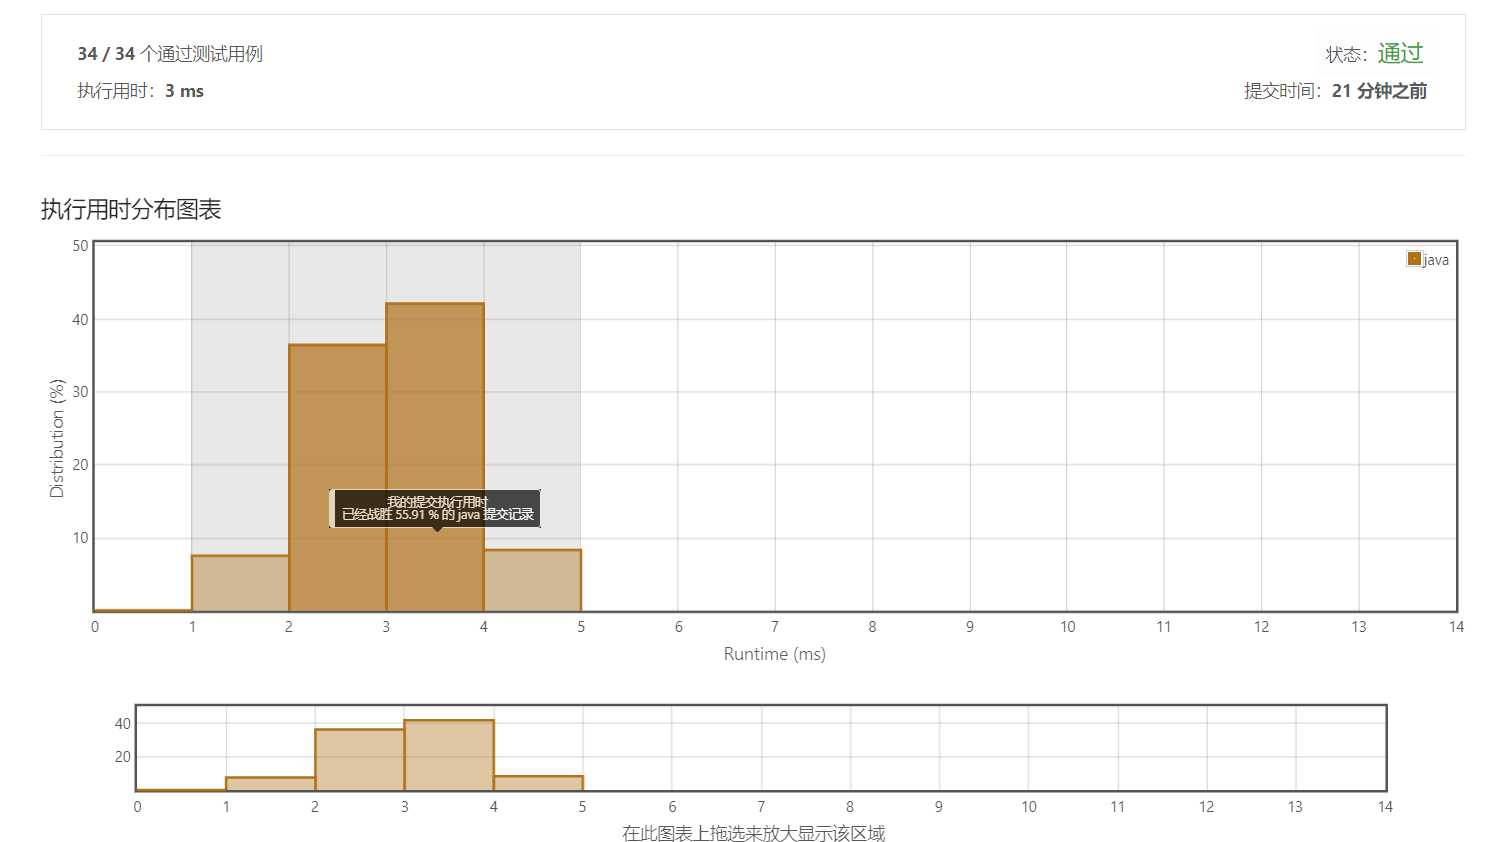 34 / 34 个通过测试用例
状态：通过
执行用时：3 ms
提交时间：21 分钟之前
执行用时分布图表
java
50
40
30
20
10
Distribution (%)
我的提交执行用时
已经战胜 55.91 % 的 java 提交记录
0 1 2 3 4 5 6 7 8 9 10 11 12 13 14
Runtime (ms)
40
20
0 1 2 3 4 5 6 7 8 9 10 11 12 13 14
在此图表上拖选来放大显示该区域